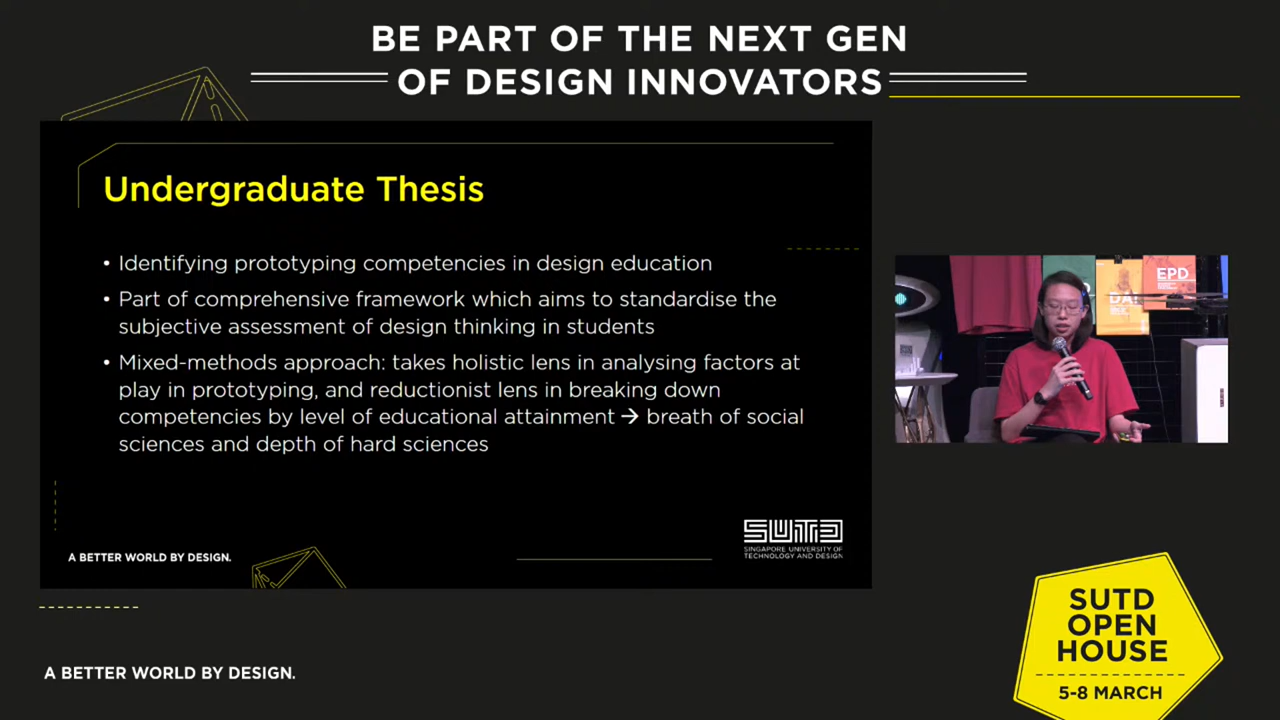 BE PART OF THE NEXT GEN
OF DESIGN INNOVATORS
Undergraduate Thesis
• Identifying prototyping competencies in design education
• Part of comprehensive framework which aims to standardise the
subjective assessment of design thinking in students
• Mixed-methods approach: takes holistic lens in analysing factors at
play in prototyping, and reductionist lens in breaking down
competencies by level of educational attainment → breath of social
sciences and depth of hard sciences
A BETTER WORLD BY DESIGN.
SUTD
SINGAPORE UNIVERSITY OF
TECHNOLOGY AND DESIGN
EPD
DAI
A BETTER WORLD BY DESIGN.
SUTD
OPEN
HOUSE
5-8 MARCH